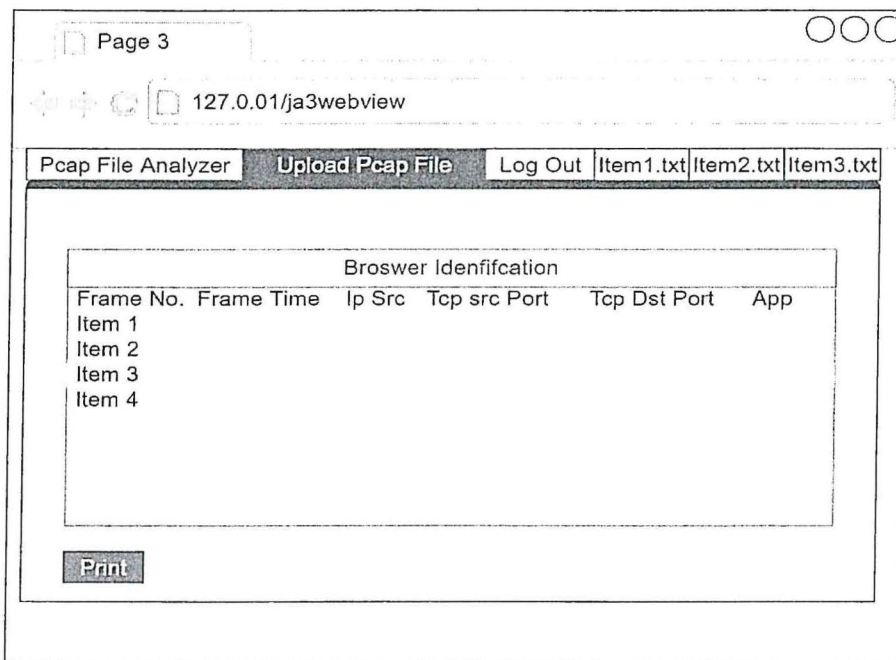 Page 3
127.0.01/ja3webview
Pcap File Analyzer Upload Pcap File Log Out Item1.txt Item2.txt Item3.txt
Broswer Idenfifcation
Frame No. Frame Time Ip Src Tcp src Port Tcp Dst Port App
Item 1
Item 2
Item 3
Item 4
Print